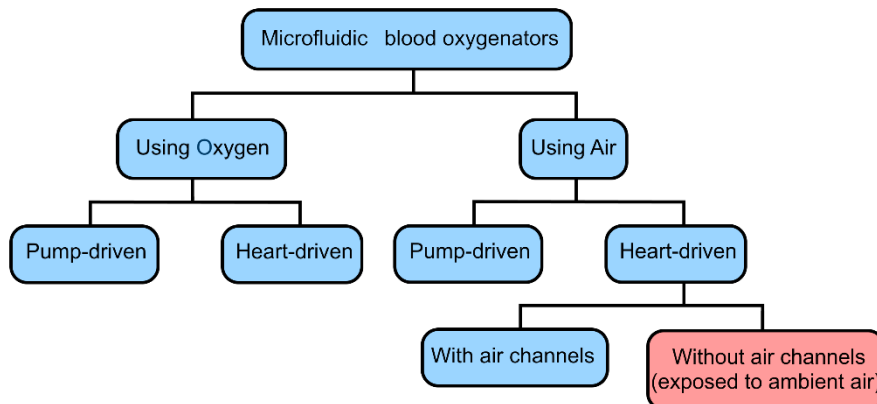 Microfluidic blood oxygenators
Using Oxygen
Using Air
Pump-driven
Heart-driven
Pump-driven
Heart-driven
With air channels
Without air channels
(exposed to ambient air)